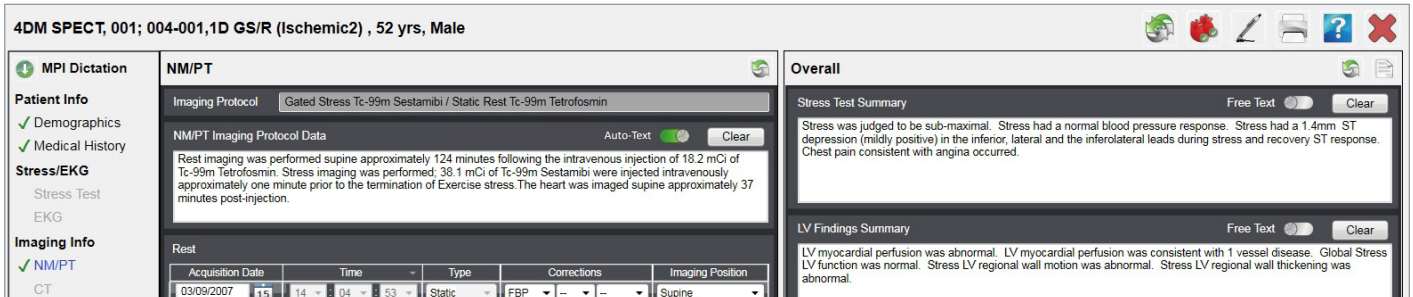 4DM SPECT, 001; 004-001,1D GS/R (Ischemic2) , 52 yrs, Male
MPI Dictation
Patient Info
Demographics
Medical History
Stress/EKG
Stress Test
EKG
Imaging Info
NM/PT
CT
NM/PT
Imaging Protocol Gated Stress Tc-99m Sestamibi / Static Rest Tc-99m Tetrofosmin
NM/PT Imaging Protocol Data Auto-Text Clear
Rest imaging was performed supine approximately 124 minutes following the intravenous injection of 18.2 mCi of
Tc-99m Tetrofosmin. Stress imaging was performed; 38.1 mCi of Tc-99m Sestamibi were injected intravenously
approximately one minute prior to the termination of Exercise stress.The heart was imaged supine approximately 37
minutes post-injection.
Rest
Acquisition Date Time Type Corrections Imaging Position
03/09/2007 15 14 : 04 : 53 Static FBP -- -- Supine
Overall
Stress Test Summary Free Text Clear
Stress was judged to be sub-maximal. Stress had a normal blood pressure response. Stress had a 1.4mm ST
depression (mildly positive) in the inferior, lateral and the inferolateral leads during stress and recovery ST response.
Chest pain consistent with angina occurred.
LV Findings Summary Free Text Clear
LV myocardial perfusion was abnormal. LV myocardial perfusion was consistent with 1 vessel disease. Global Stress
LV function was normal. Stress LV regional wall motion was abnormal. Stress LV regional wall thickening was
abnormal.